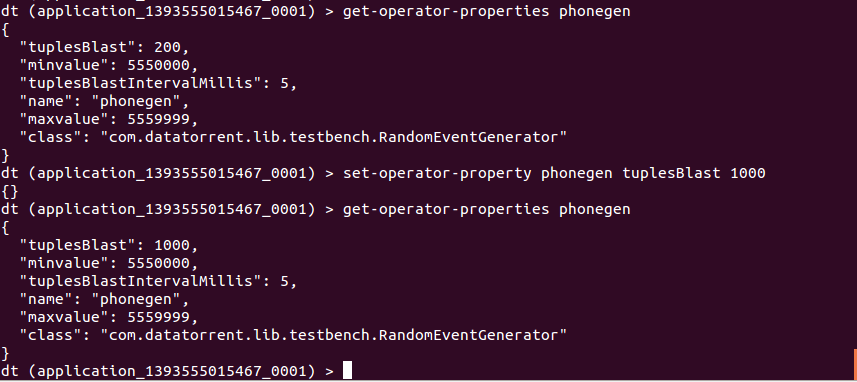 dt (application_1393555015467_0001) > get-operator-properties phonegen
{
  "tuplesBlast": 200,
  "minvalue": 5550000,
  "tuplesBlastIntervalMillis": 5,
  "name": "phonegen",
  "maxvalue": 5559999,
  "class": "com.datatorrent.lib.testbench.RandomEventGenerator"
}
dt (application_1393555015467_0001) > set-operator-property phonegen tuplesBlast 1000
{}
dt (application_1393555015467_0001) > get-operator-properties phonegen
{
  "tuplesBlast": 1000,
  "minvalue": 5550000,
  "tuplesBlastIntervalMillis": 5,
  "name": "phonegen",
  "maxvalue": 5559999,
  "class": "com.datatorrent.lib.testbench.RandomEventGenerator"
}
dt (application_1393555015467_0001) >